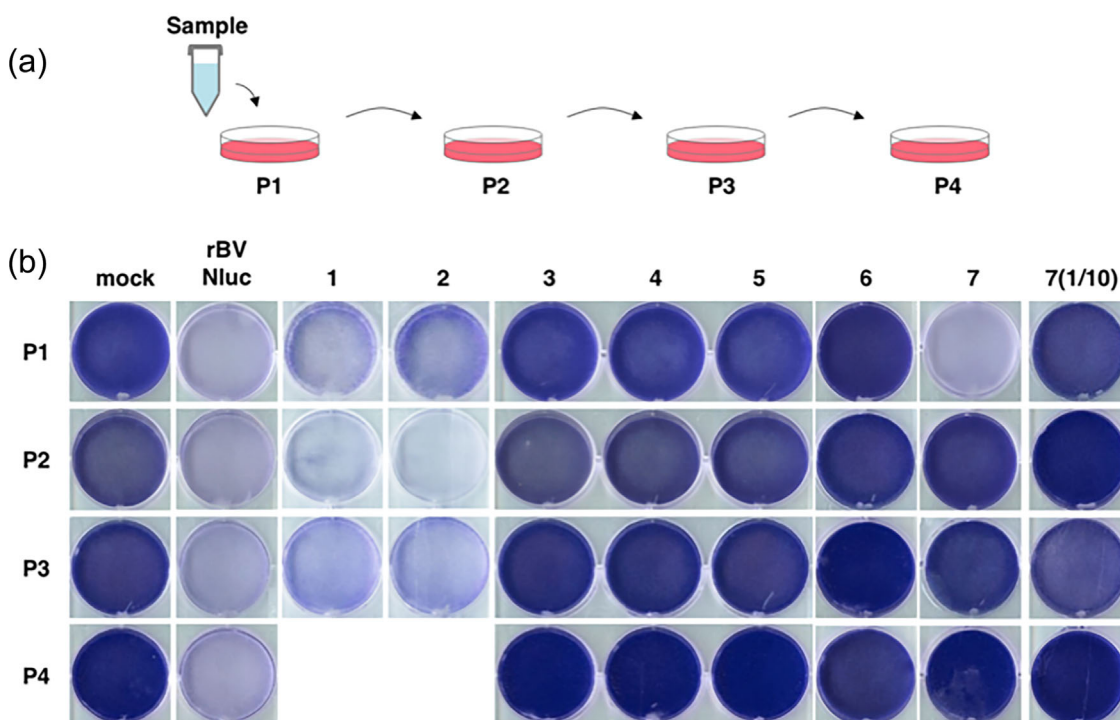 (a)
Sample
P1 P2 P3 P4
(b)
mock rBV Nluc 1 2 3 4 5 6 7 7(1/10)
P1
P2
P3
P4